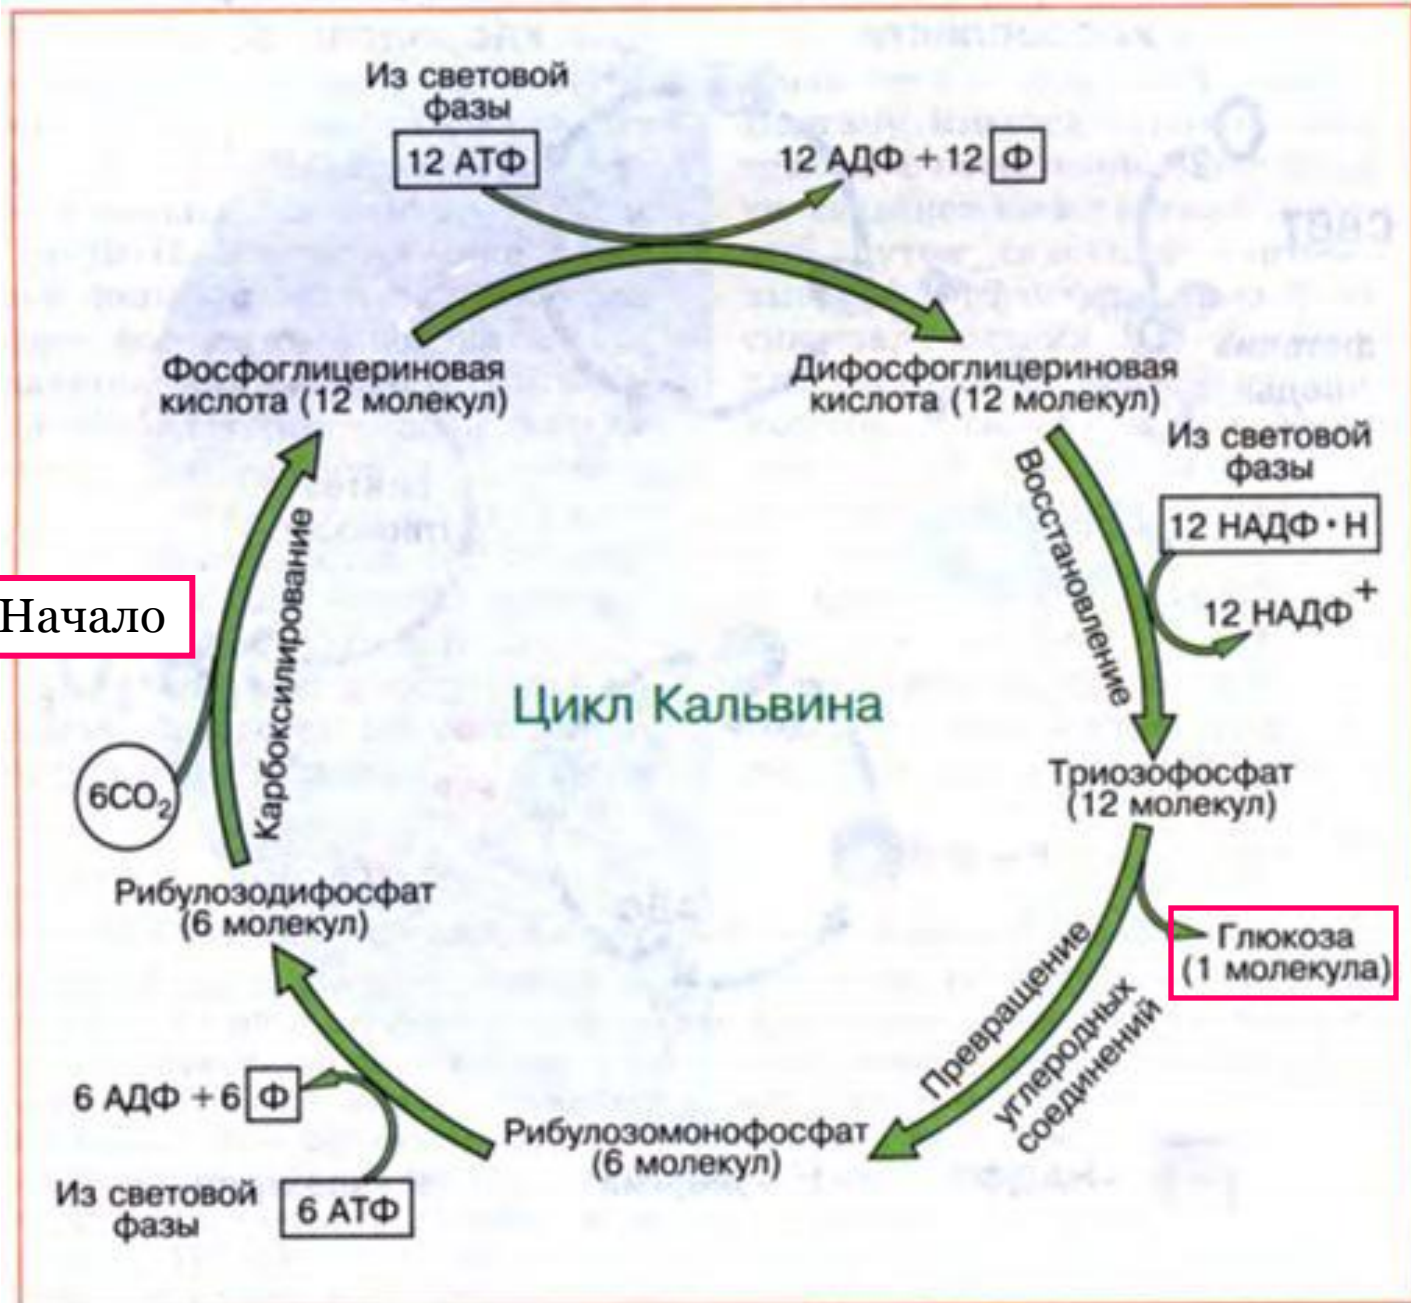 Из световой
фазы
12 АТФ
12 АДФ + 12 Ф
Фосфоглицериновая
кислота (12 молекул)
Дифосфоглицериновая
кислота (12 молекул)
Из световой
фазы
12 НАДФ · Н
12 НАДФ⁺
Восстановление
Начало
Карбоксилирование
Цикл Кальвина
6CO₂
Триозофосфат
(12 молекул)
Рибулозодифосфат
(6 молекул)
Глюкоза
(1 молекула)
Превращение
углеродных
соединений
6 АДФ + 6 Ф
Рибулозомонофосфат
(6 молекул)
Из световой
фазы
6 АТФ